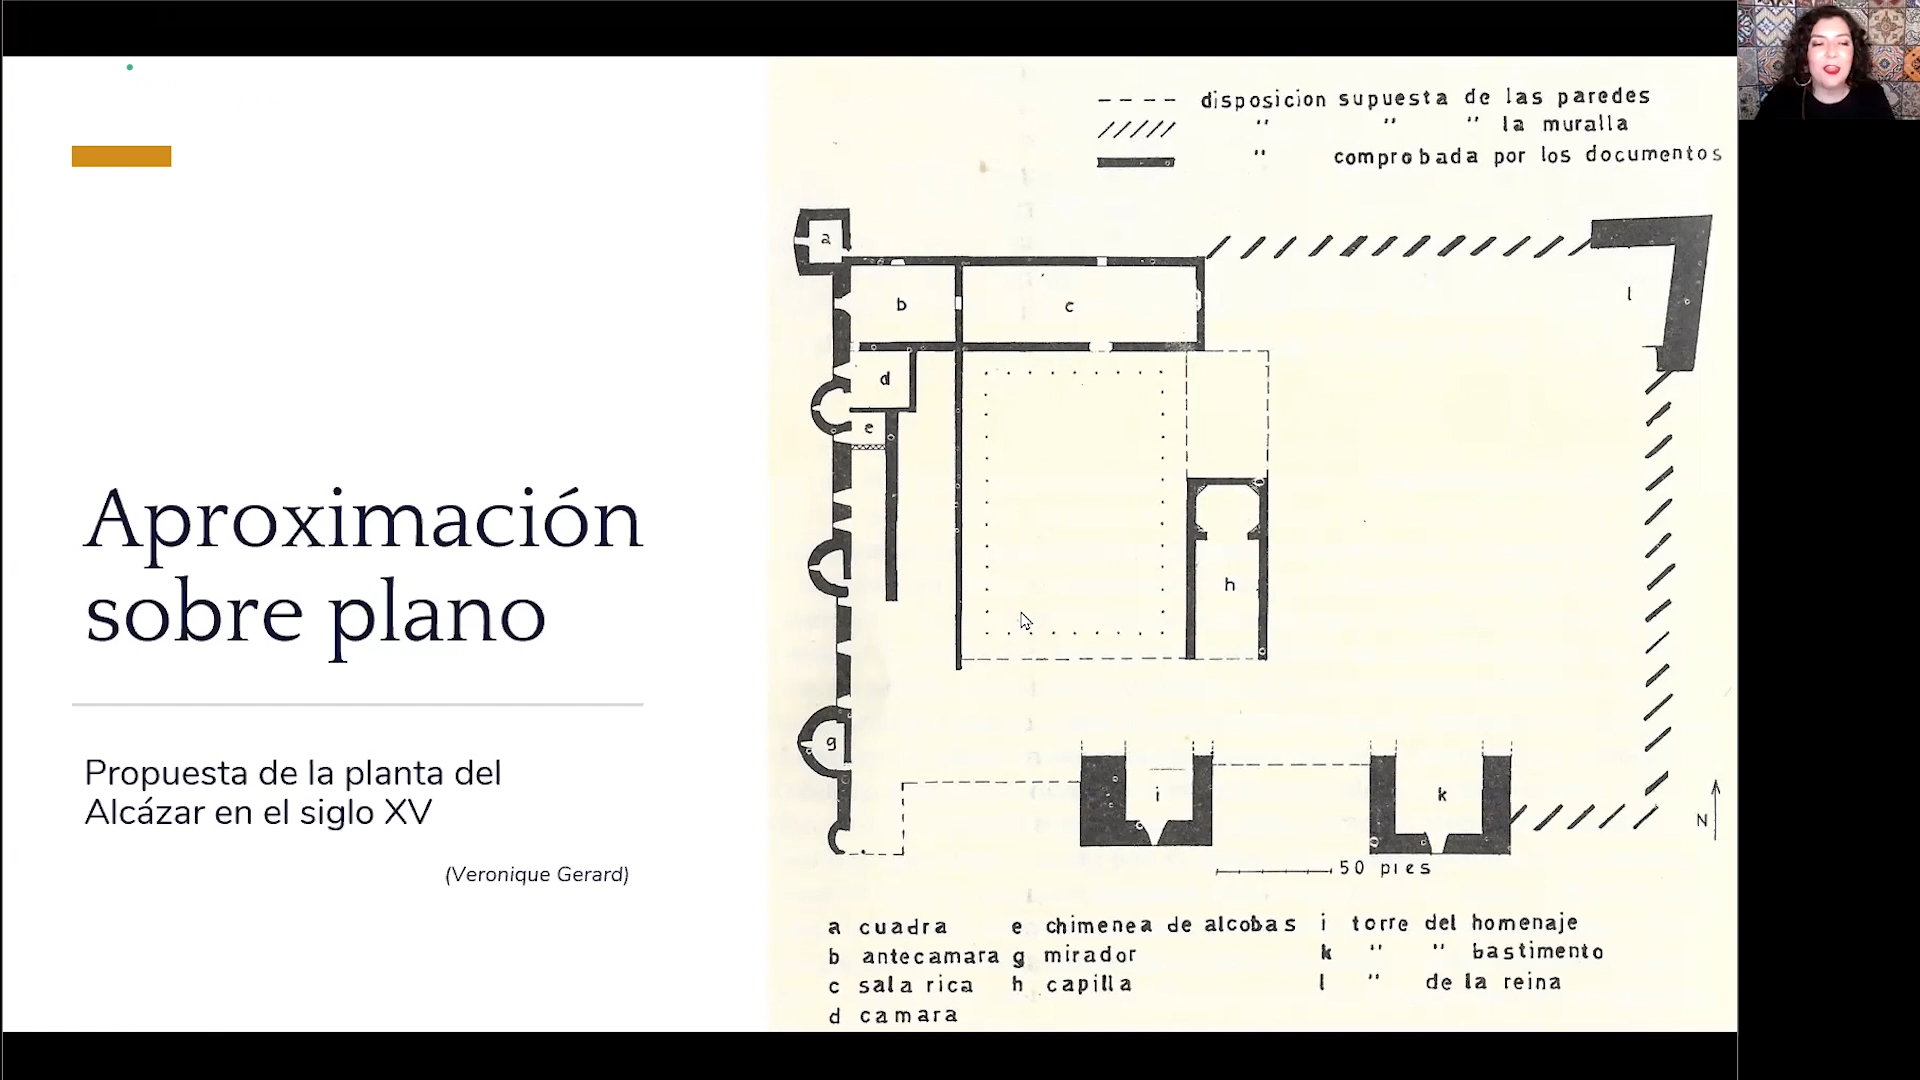 Aproximación
sobre plano
Propuesta de la planta del
Alcázar en el siglo XV
(Veronique Gerard)
disposicion supuesta de las paredes
" " " la muralla
" comprobada por los documentos
a
b
c
d
e
g
h
i
k
l
N
50 pies
a cuadra e chimenea de alcobas i torre del homenaje
b antecamara g mirador k " " bastimento
c sala rica h capilla l " de la reina
d camara